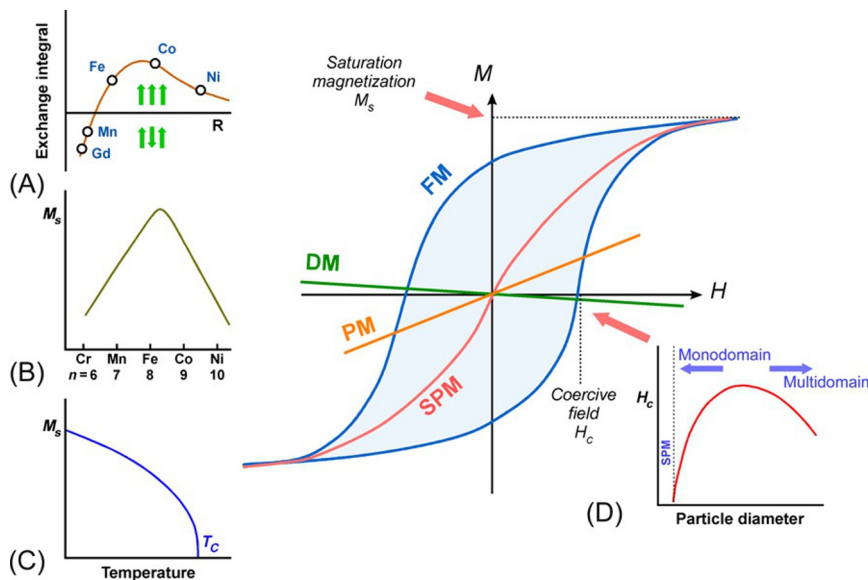 Exchange integral
Fe
Co
Ni
R
Mn
Gd
(A)
Ms
Cr Mn Fe Co Ni
n = 6 7 8 9 10
(B)
Ms
TC
Temperature
(C)
Saturation
magnetization
Ms
M
FM
DM
H
PM
SPM
Coercive
field
Hc
Monodomain
Multidomain
Hc
SPM
Particle diameter
(D)